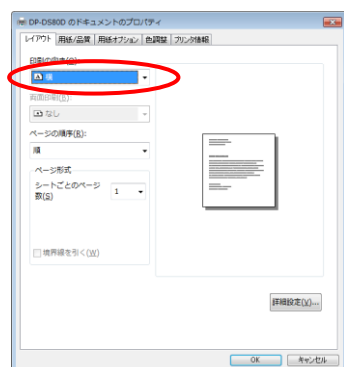 DP-DS80D のドキュメントのプロパティ
レイアウト 用紙/品質 用紙オプション 色調整 プリンタ情報
印刷の向き(O):
縦
両面印刷(B):
なし
ページの順序(R):
順
ページ形式
シートごとのページ
数(S)
1
境界線を引く(W)
詳細設定(V)...
OK キャンセル